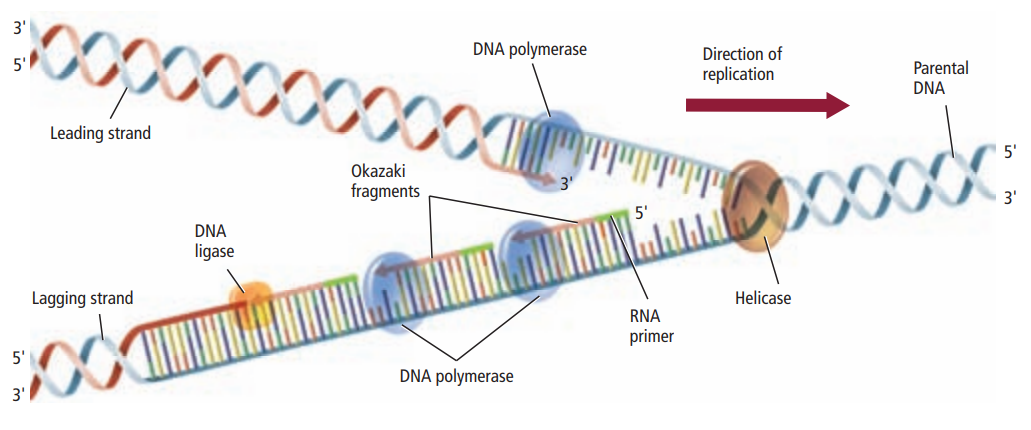 3'
5'
Leading strand
DNA polymerase
Direction of
replication
Parental
DNA
5'
3'
Okazaki
fragments
3'
5'
DNA
ligase
Lagging strand
5'
3'
DNA polymerase
RNA
primer
Helicase